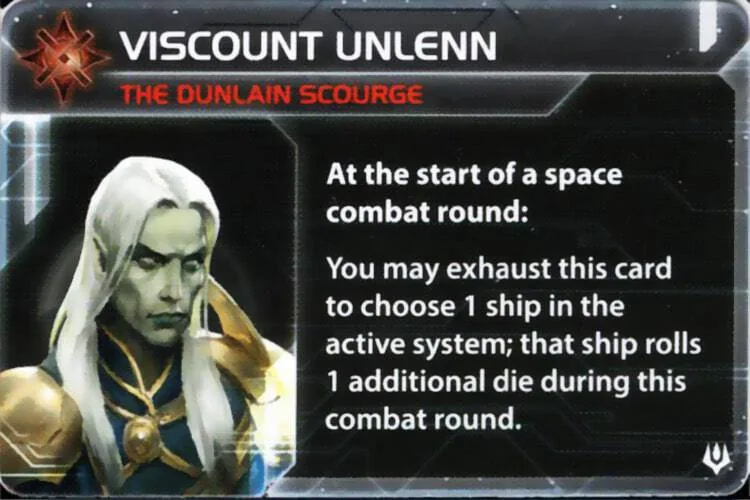 VISCOUNT UNLENN
THE DUNLAIN SCOURGE
At the start of a space
combat round:
You may exhaust this card
to choose 1 ship in the
active system; that ship rolls
1 additional die during this
combat round.